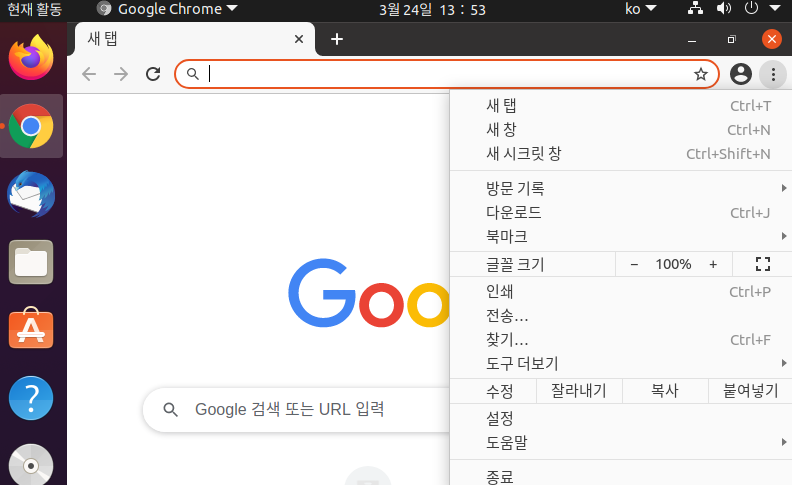 현재 활동 Google Chrome 3월 24일 13 : 53 ko
새 탭
새 탭 Ctrl+T
새 창 Ctrl+N
새 시크릿 창 Ctrl+Shift+N
방문 기록
다운로드 Ctrl+J
북마크
글꼴 크기 − 100% +
인쇄 Ctrl+P
전송…
찾기… Ctrl+F
도구 더보기
수정 잘라내기 복사 붙여넣기
설정
도움말
종료
Goo
Google 검색 또는 URL 입력